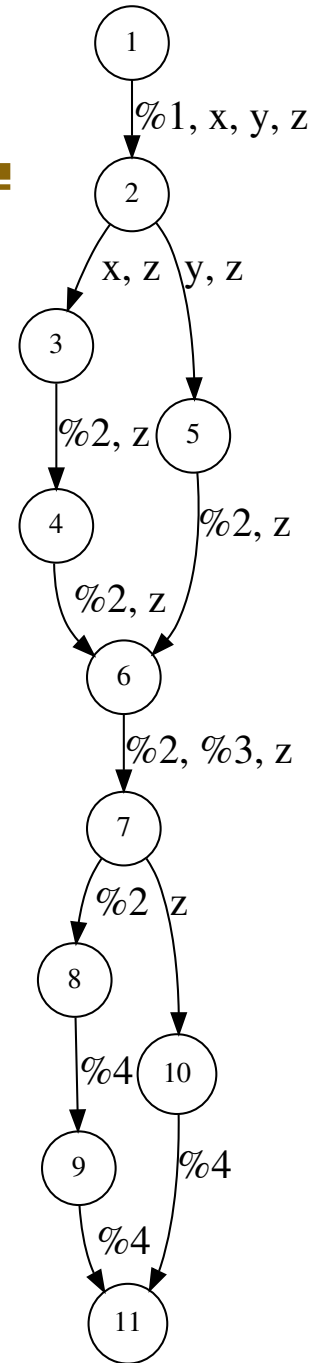 1
%1, x, y, z
2
x, z y, z
3
%2, z 5
4 %2, z
%2, z
6
%2, %3, z
7
%2 z
8
%4 10
9 %4
%4
11